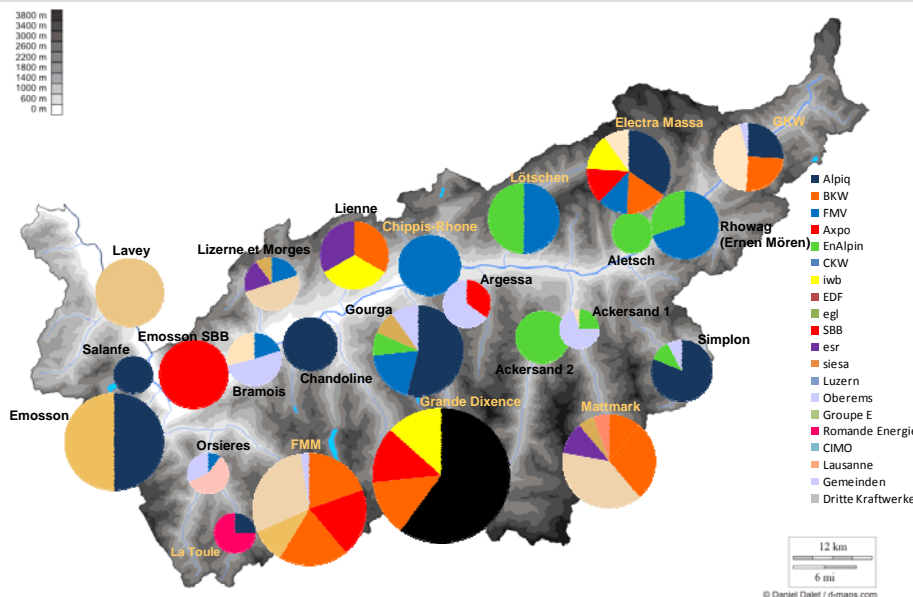 3800 m
3400 m
3000 m
2600 m
2200 m
1800 m
1400 m
1000 m
600 m
0 m
Electra Massa
GKW
Lötschen
Lienne
Chippis-Rhone
Rhowag
(Ernen Mören)
Lavey
Lizerne et Morges
Aletsch
Argessa
Gourga
Ackersand 1
Emosson SBB
Simplon
Salanfe
Bramois
Chandoline
Ackersand 2
Emosson
Grande Dixence
Mattmark
Orsieres
FMM
La Toule
Alpiq
BKW
FMV
Axpo
EnAlpin
CKW
iwb
EDF
egl
SBB
esr
siesa
Luzern
Oberems
Groupe E
Romande Energie
CIMO
Lausanne
Gemeinden
Dritte Kraftwerke
12 km
6 mi
© Daniel Dalet / d-maps.com